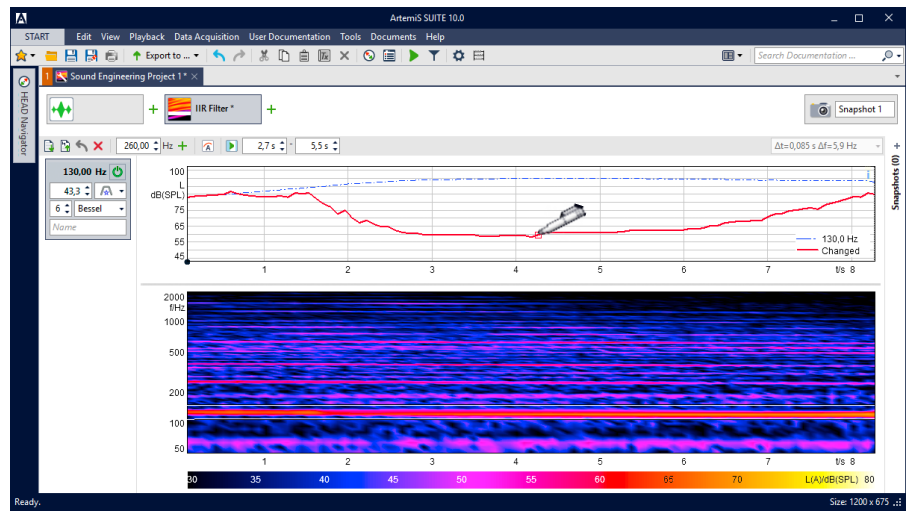 ArtemiS SUITE 10.0
START Edit View Playback Data Acquisition User Documentation Tools Documents Help
Export to ... Search Documentation ...
1 Sound Engineering Project 1*
HEAD Navigator
IIR Filter *
Snapshot 1
260,00 Hz 2,7 s - 5,5 s Δt=0,085 s Δf=5,9 Hz
Snapshots (0)
130,00 Hz
43,3
6 Bessel
Name
100
L
dB(SPL)
75
65
55
45
130,0 Hz
Changed
1 2 3 4 5 6 7 t/s 8
2000
f/Hz
1000
500
200
100
50
1 2 3 4 5 6 7 t/s 8
30 35 40 45 50 55 60 65 70 L(A)/dB(SPL) 80
Ready. Size: 1200 x 675